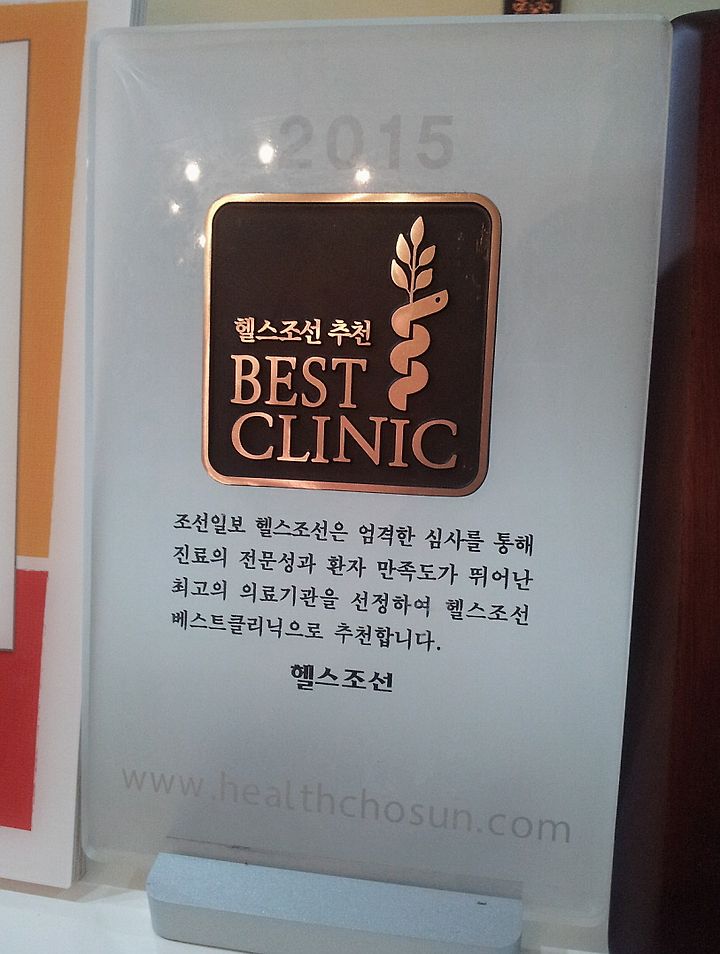 2015
헬스조선 추천
BEST
CLINIC
조선일보 헬스조선은 엄격한 심사를 통해
진료의 전문성과 환자 만족도가 뛰어난
최고의 의료기관을 선정하여 헬스조선
베스트클리닉으로 추천합니다.
헬스조선
www.healthchosun.com